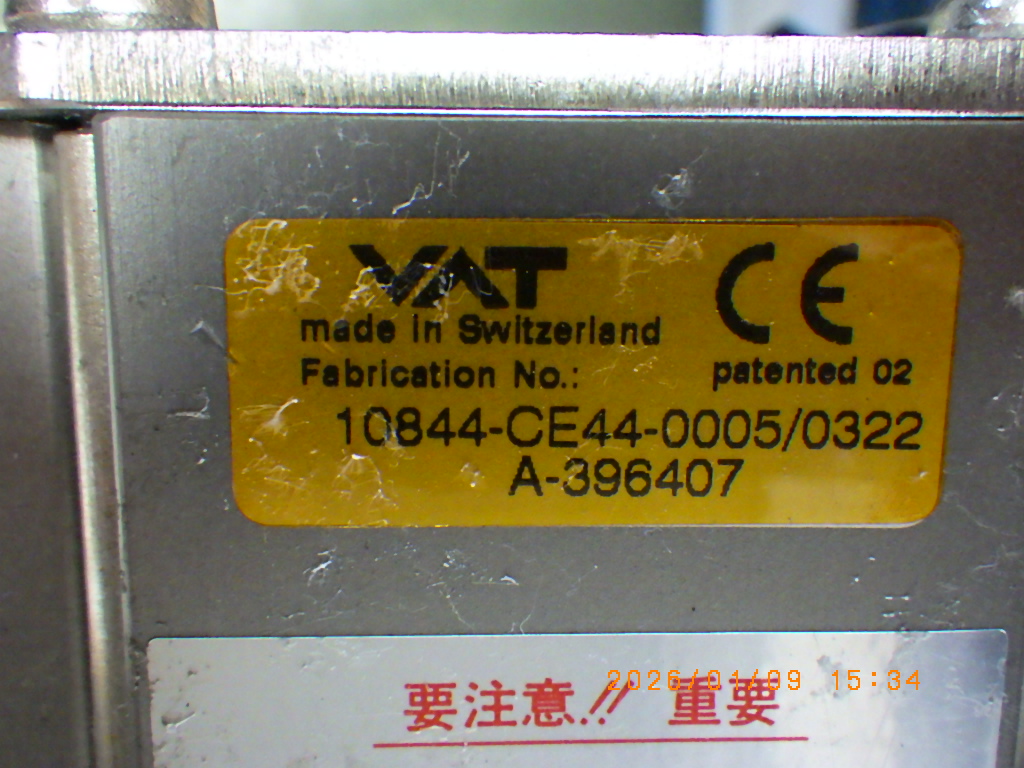 VAT
CE
made in Switzerland
Fabrication No.:
patented 02
10844-CE44-0005/0322
A-396407
2026/01/09 15:34
要注意!! 重要